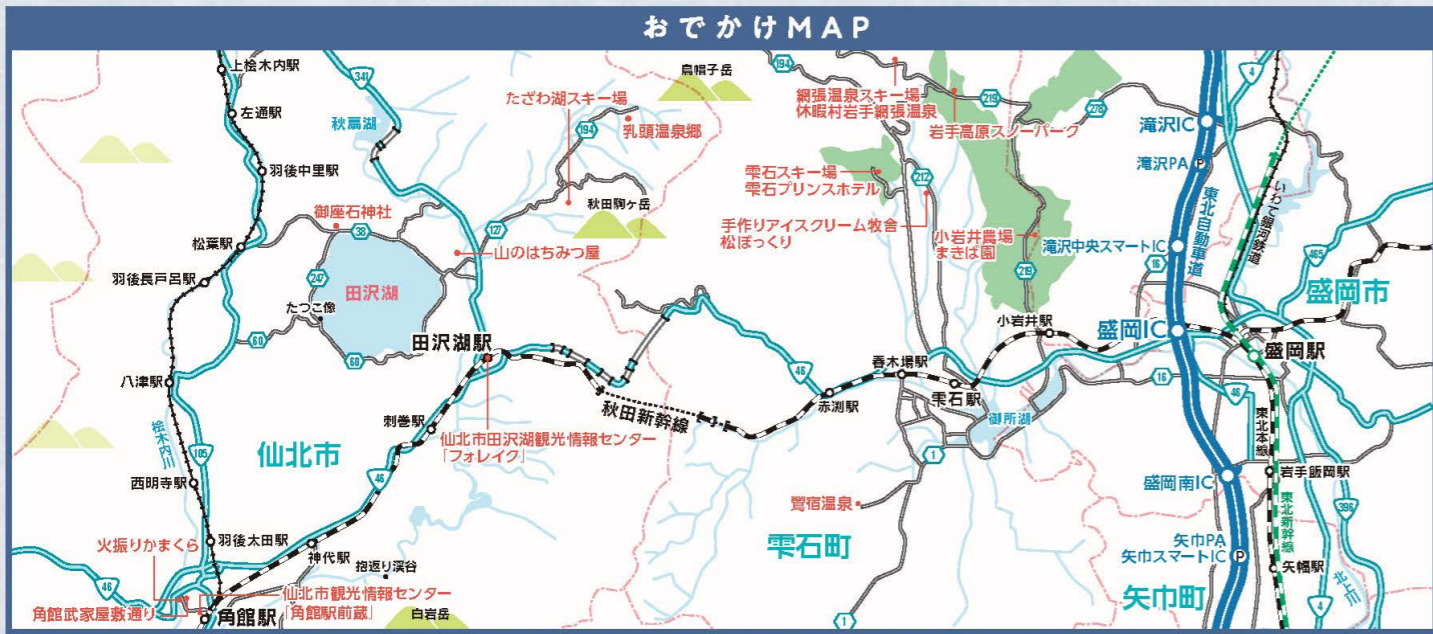 おでかけMAP
上桧木内駅
左通駅
羽後中里駅
松葉駅
羽後長戸呂駅
八津駅
桧木内川
西明寺駅
羽後太田駅
火振りかまくら
角館武家屋敷通り
角館駅
仙北市観光情報センター
「角館駅前蔵」
神代駅
抱返り渓谷
白岩岳
仙北市
刺巻駅
105
46
46
341
秋扇湖
御座石神社
38
247
田沢湖
たつこ像
60
60
田沢湖駅
仙北市田沢湖観光情報センター
「フォレイク」
山のはちみつ屋
127
たざわ湖スキー場
194
乳頭温泉郷
秋田駒ヶ岳
烏帽子岳
秋田新幹線
46
赤渕駅
春木場駅
雫石駅
小岩井駅
御所湖
1
鶯宿温泉
雫石町
1
194
網張温泉スキー場
休暇村岩手網張温泉
219
岩手高原スノーパーク
278
雫石スキー場
雫石プリンスホテル
212
手作りアイスクリーム牧舎
松ぼっくり
小岩井農場
まきば園
219
滝沢IC
滝沢PA
P
東北自動車道
滝沢中央スマートIC
16
盛岡IC
16
46
4
いわて銀河鉄道
465
盛岡市
盛岡駅
東北本線
岩手飯岡駅
盛岡南IC
東北新幹線
396
矢巾PA
矢巾スマートIC
P
矢幅駅
矢巾町
4
北上川